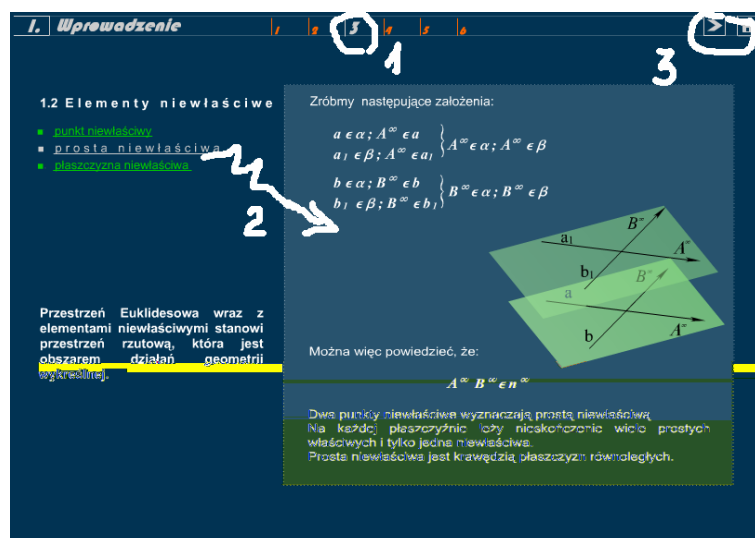 1. Wprowadzenie 1 2 3 4 5 6 >
1
3
1.2 Elementy niewłaściwe
punkt niewłaściwy
prosta niewłaściwa
płaszczyzna niewłaściwa
2
Przestrzeń Euklidesowa wraz z
elementami niewłaściwymi stanowi
przestrzeń rzutową, która jest
obszarem działań geometrii
wykreślnej.
Zróbmy następujące założenia:
a ϵ α ; A∞ ϵ a
a₁ ϵ β ; A∞ ϵ a₁ } A∞ ϵ α ; A∞ ϵ β
b ϵ α ; B∞ ϵ b
b₁ ϵ β ; B∞ ϵ b₁ } B∞ ϵ α ; B∞ ϵ β
a₁ B∞ A∞
b₁ B∞
a
b A∞
Można więc powiedzieć, że:
A∞ B∞ ϵ n∞
Dwa punkty niewłaściwe wyznaczają prostą niewłaściwą
Na każdej płaszczyźnie leży nieskończenie wiele prostych
właściwych i tylko jedna niewłaściwa.
Prosta niewłaściwa jest krawędzią płaszczyzn równoległych.